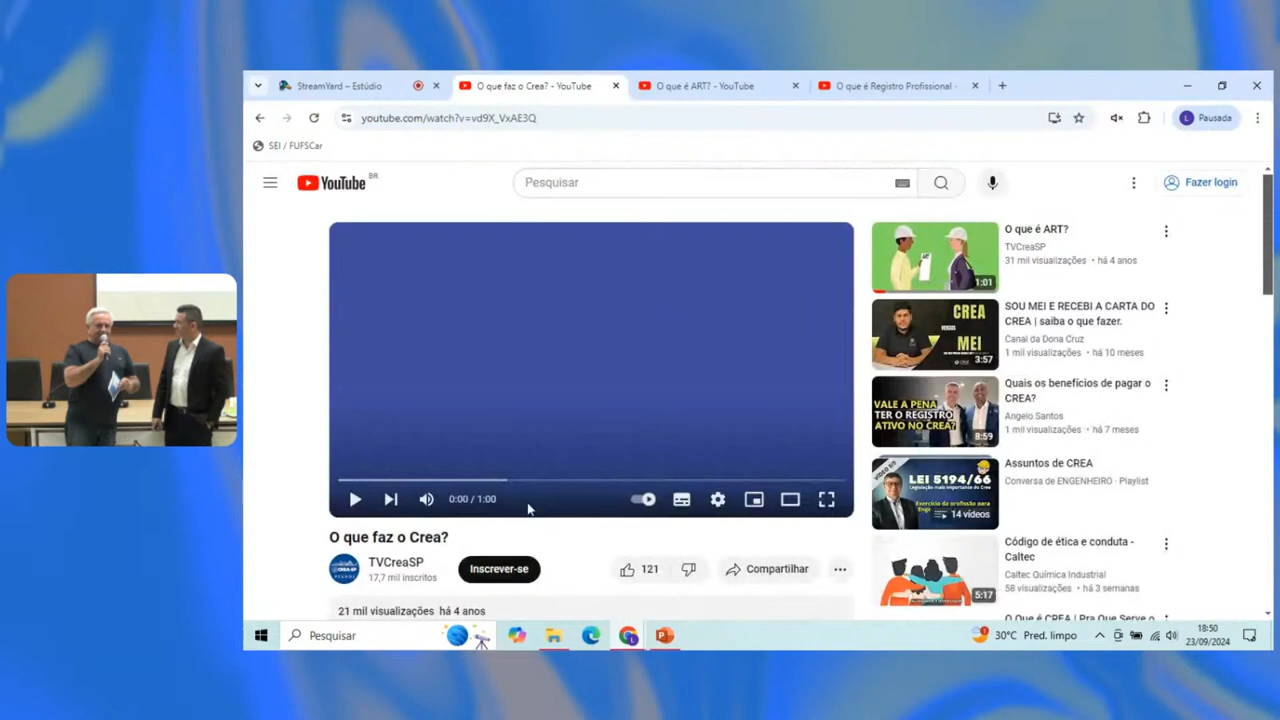 StreamYard – Estúdio
O que faz o Crea? - YouTube
O que é ART? - YouTube
O que é Registro Profissional -
youtube.com/watch?v=vd9X_VxAE3Q
L Pausada
SEI / FUFSCar
YouTube BR
Pesquisar
Fazer login
0:00 / 1:00
O que faz o Crea?
TVCreaSP
17,7 mil inscritos
Inscrever-se
121
Compartilhar
21 mil visualizações há 4 anos
1:01
O que é ART?
TVCreaSP
31 mil visualizações • há 4 anos
CREA
VERSUS
MEI
3:57
SOU MEI E RECEBI A CARTA DO
CREA | saiba o que fazer.
Canal da Dona Cruz
1 mil visualizações • há 10 meses
VALE A PENA
TER O REGISTRO
ATIVO NO CREA?
8:59
Quais os benefícios de pagar o
CREA?
Angelo Santos
1 mil visualizações • há 7 meses
LEI 5194/66
14 vídeos
Assuntos de CREA
Conversa de ENGENHEIRO · Playlist
5:17
Código de ética e conduta -
Caltec
Caltec Química Industrial
58 visualizações • há 3 semanas
O Que é CREA | Pra Que Serve o
Pesquisar
30°C Pred. limpo
18:50
23/09/2024